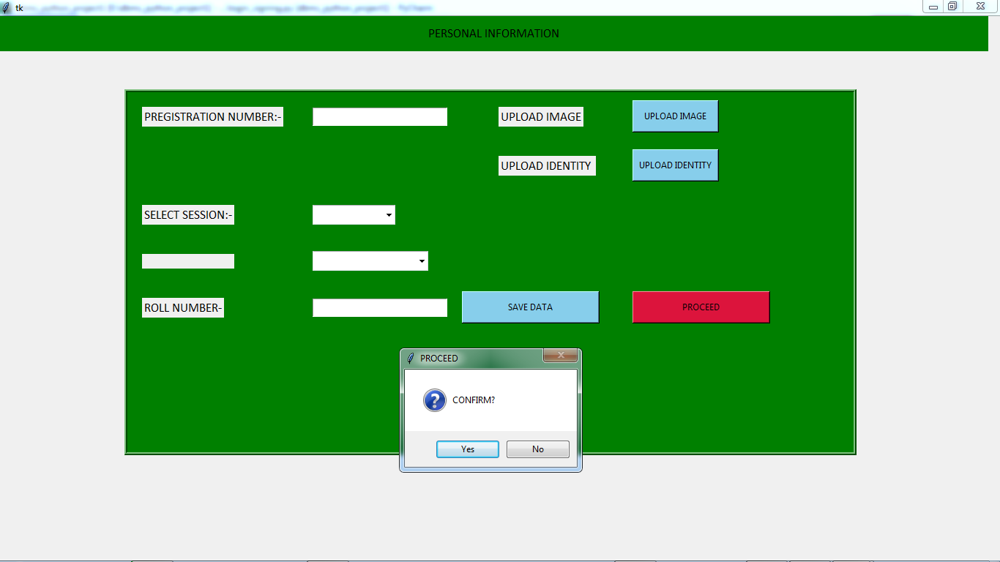 tk
PERSONAL INFORMATION
PREGISTRATION NUMBER:-
UPLOAD IMAGE
UPLOAD IMAGE
UPLOAD IDENTITY
UPLOAD IDENTITY
SELECT SESSION:-
ROLL NUMBER-
SAVE DATA
PROCEED
PROCEED
CONFIRM?
Yes
No